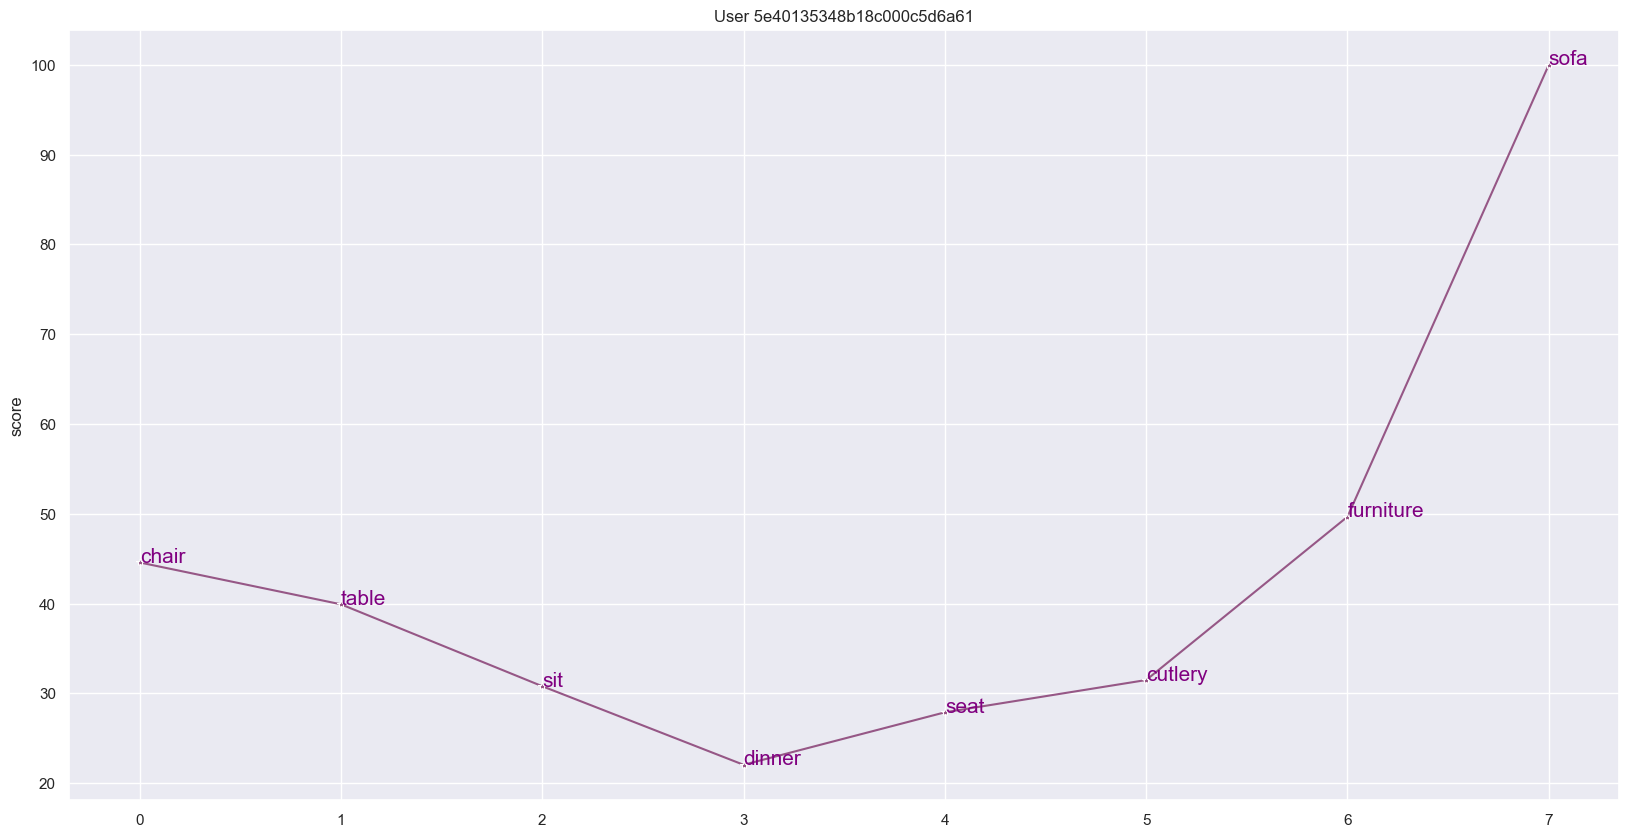 User 5e40135348b18c000c5d6a61
score
100
90
80
70
60
50
40
30
20
sofa
furniture
chair
table
sit
cutlery
seat
dinner
0 1 2 3 4 5 6 7